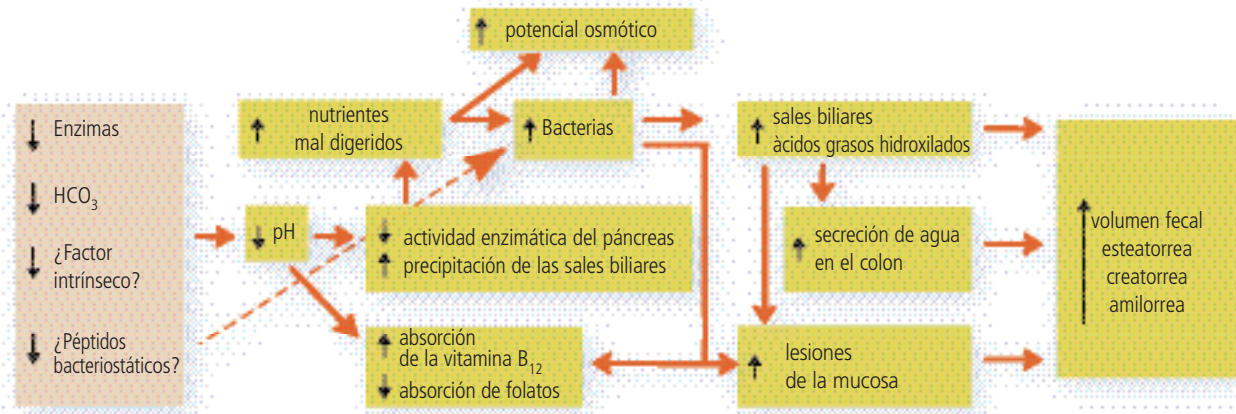 ↑ potencial osmótico
↓ Enzimas
↓ HCO₃
↓ ¿Factor
intrínseco?
↓ ¿Péptidos
bacteriostáticos?
↑ nutrientes
mal digeridos
↑ Bacterias
↓ pH
↓ actividad enzimática del páncreas
↑ precipitación de las sales biliares
↑ absorción
de la vitamina B₁₂
↓ absorción de folatos
↑ sales biliares
àcidos grasos hidroxilados
↑ secreción de agua
en el colon
↑ lesiones
de la mucosa
↑ volumen fecal
esteatorrea
creatorrea
amilorrea